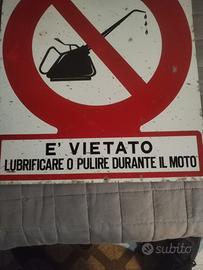 E' VIETATO
LUBRIFICARE O PULIRE DURANTE IL MOTO
subito